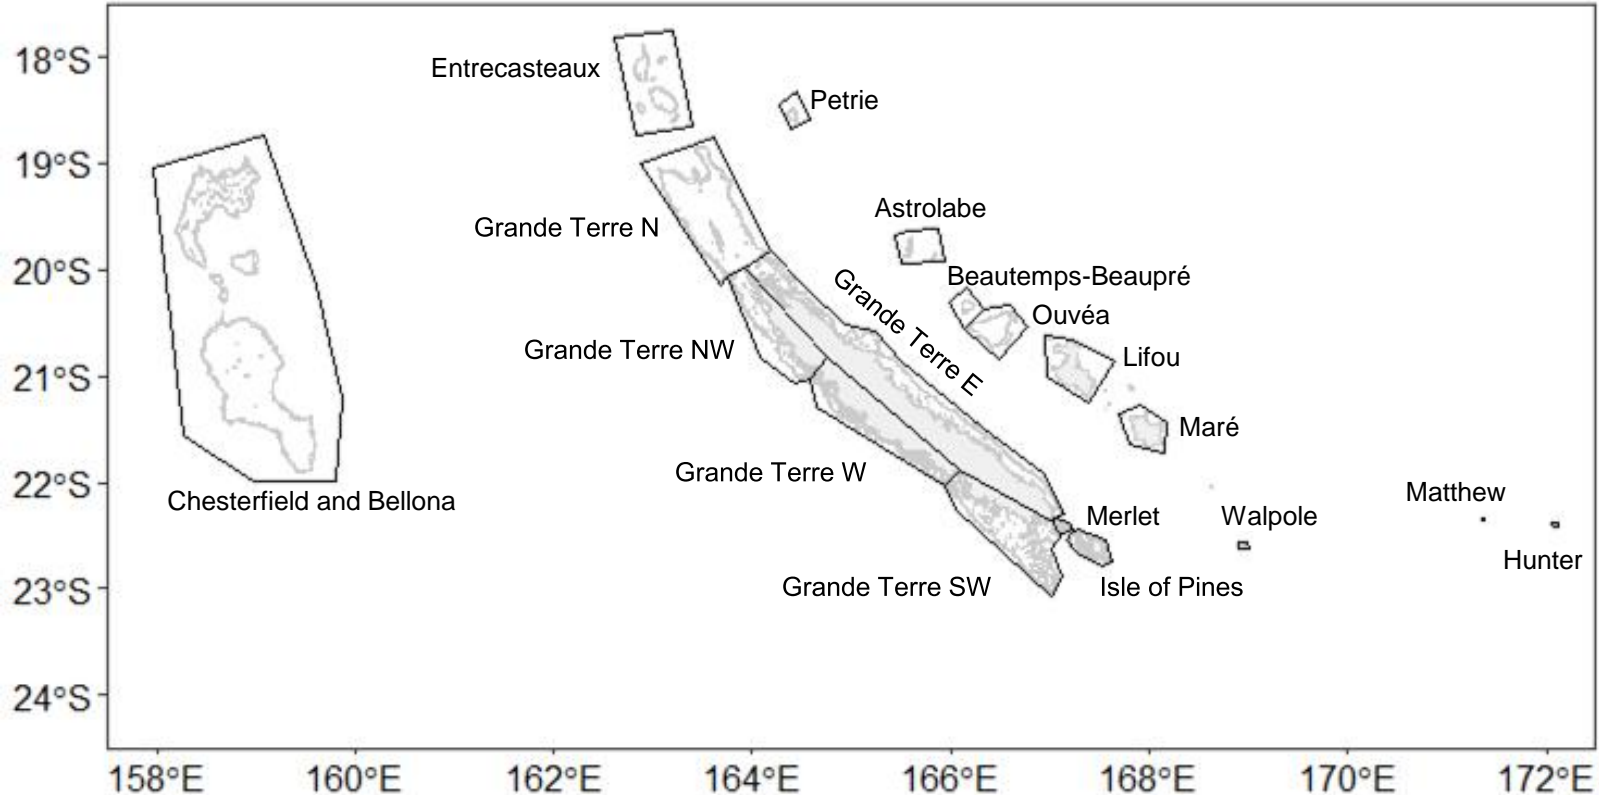 18°S
Entrecasteaux
Petrie
19°S
Astrolabe
Grande Terre N
20°S
Beautemps-Beaupré
Grande Terre E
Ouvéa
Grande Terre NW
Lifou
21°S
Maré
Grande Terre W
22°S
Chesterfield and Bellona
Matthew
Merlet
Walpole
Hunter
23°S
Grande Terre SW
Isle of Pines
24°S
158°E 160°E 162°E 164°E 166°E 168°E 170°E 172°E